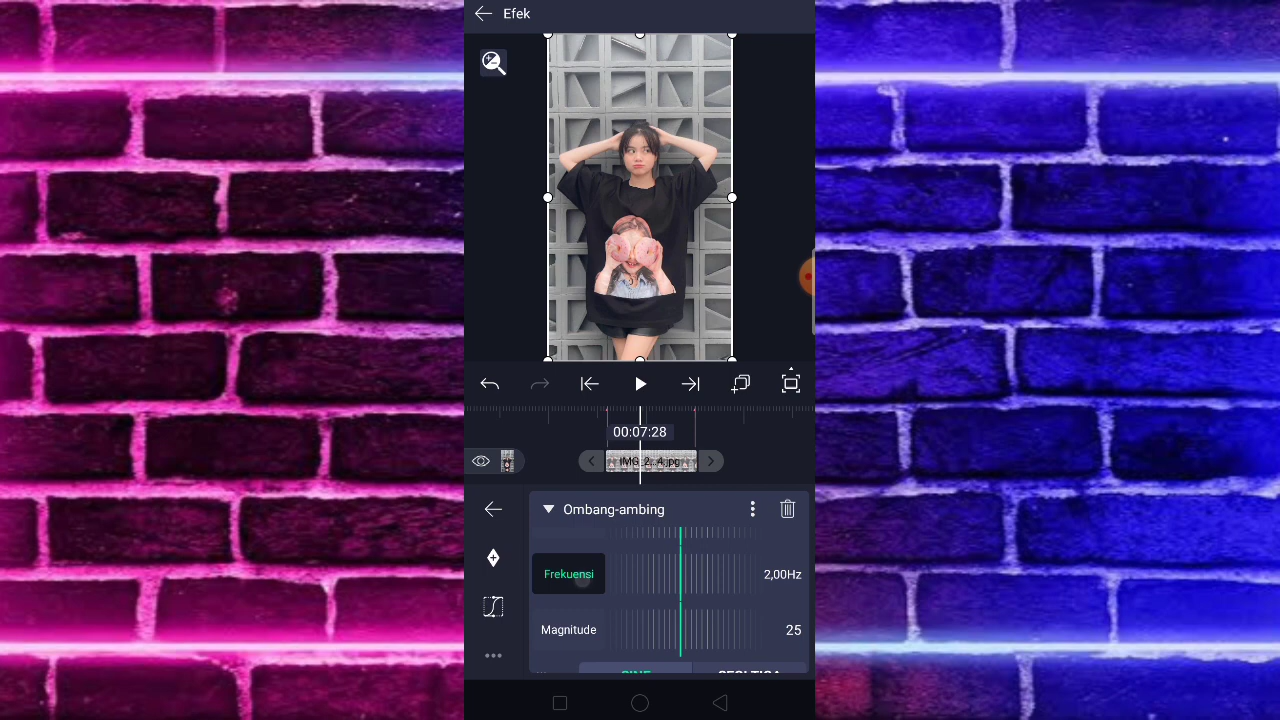 Efek
00:07:28
IMG_2...4.jpg
Ombang-ambing
Frekuensi
2,00Hz
Magnitude
25